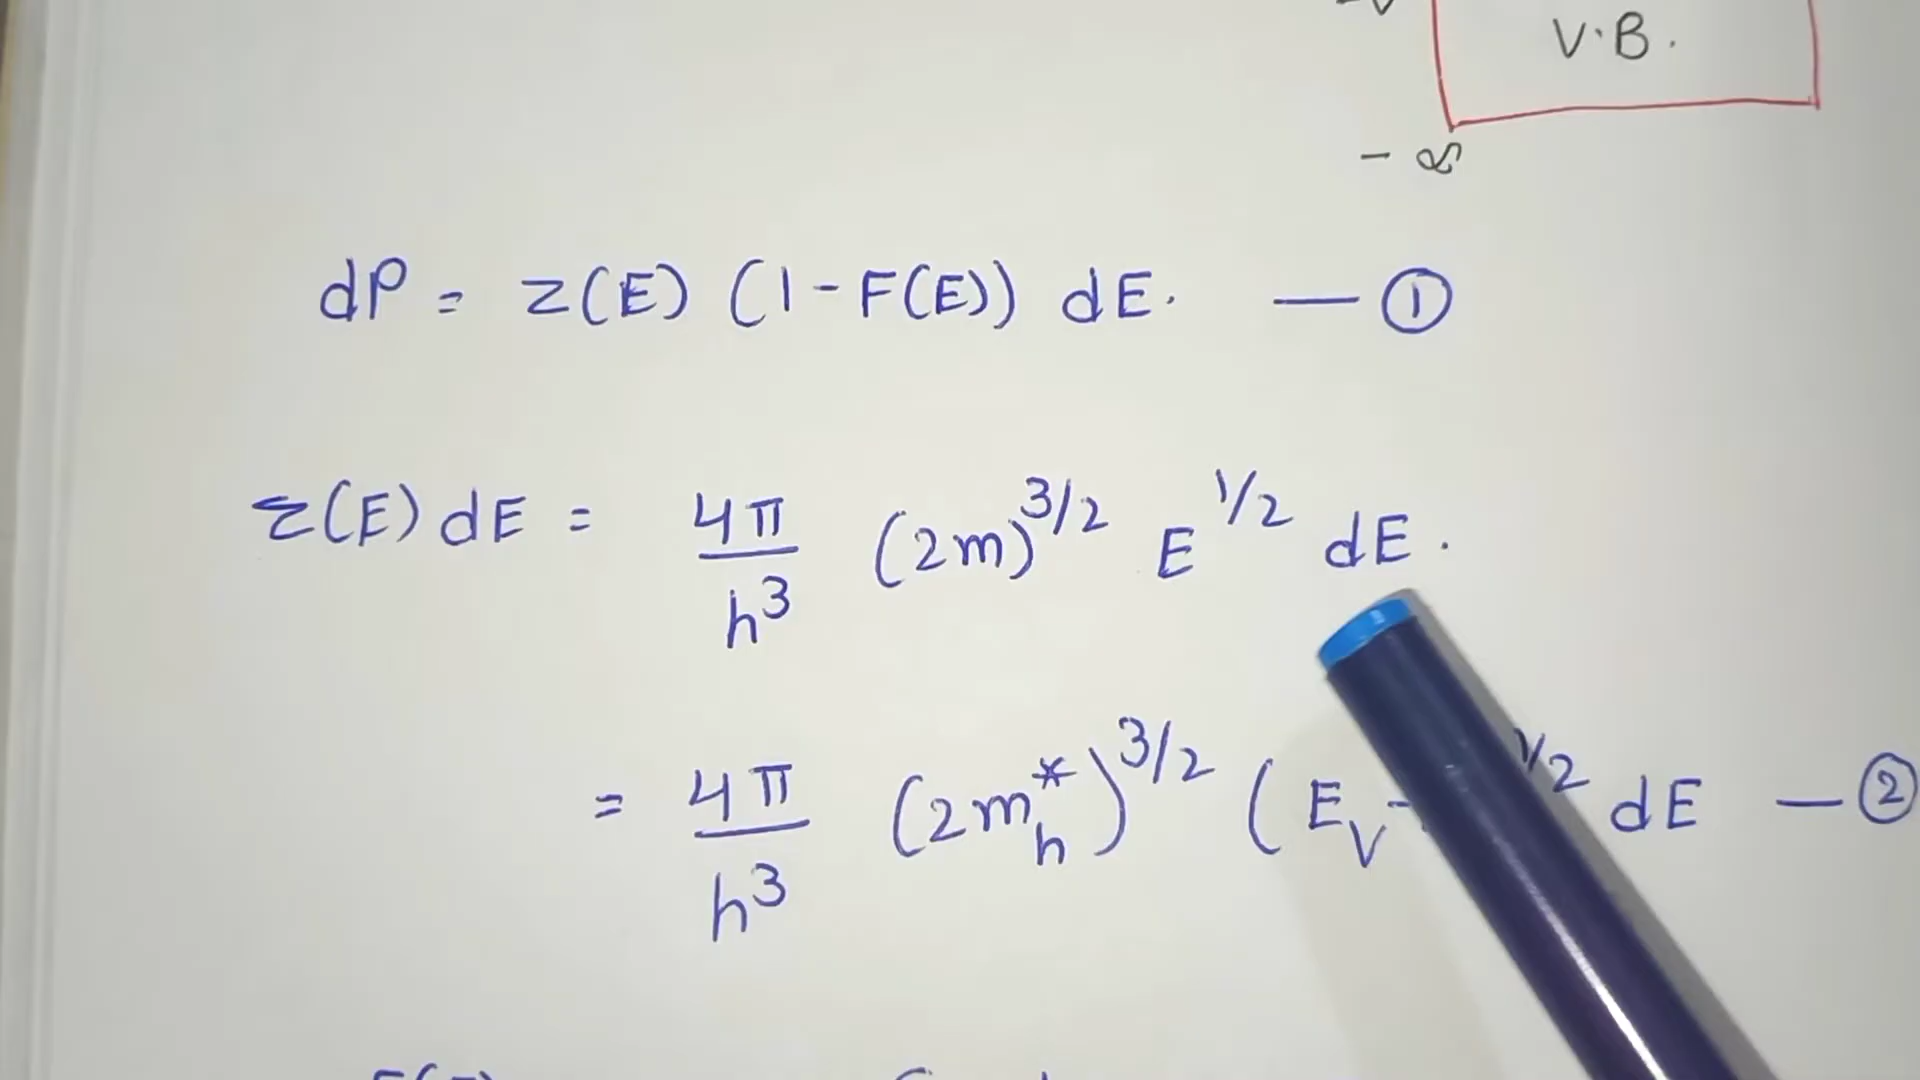 V.B.
- ∞
dP = Z(E) (1 - F(E)) dE. — ①
Z(E) dE = 4π/h³ (2m)^3/2 E^1/2 dE.
= 4π/h³ (2m*h)^3/2 (E_V - 1/2 dE — ②